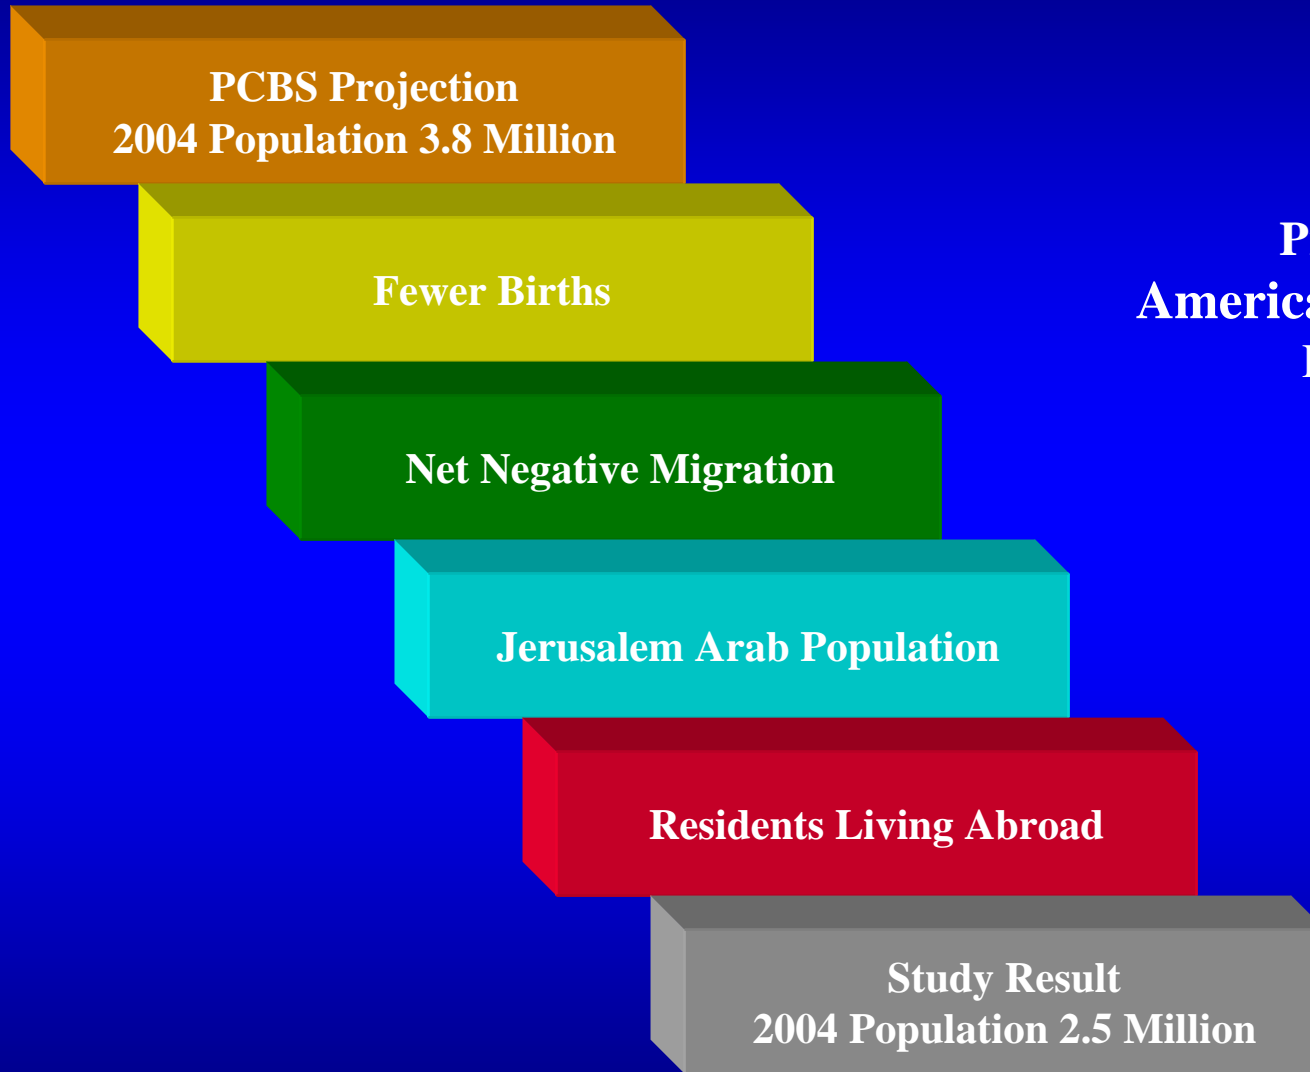 PCBS Projection
2004 Population 3.8 Million
Fewer Births
Net Negative Migration
Jerusalem Arab Population
Residents Living Abroad
Study Result
2004 Population 2.5 Million